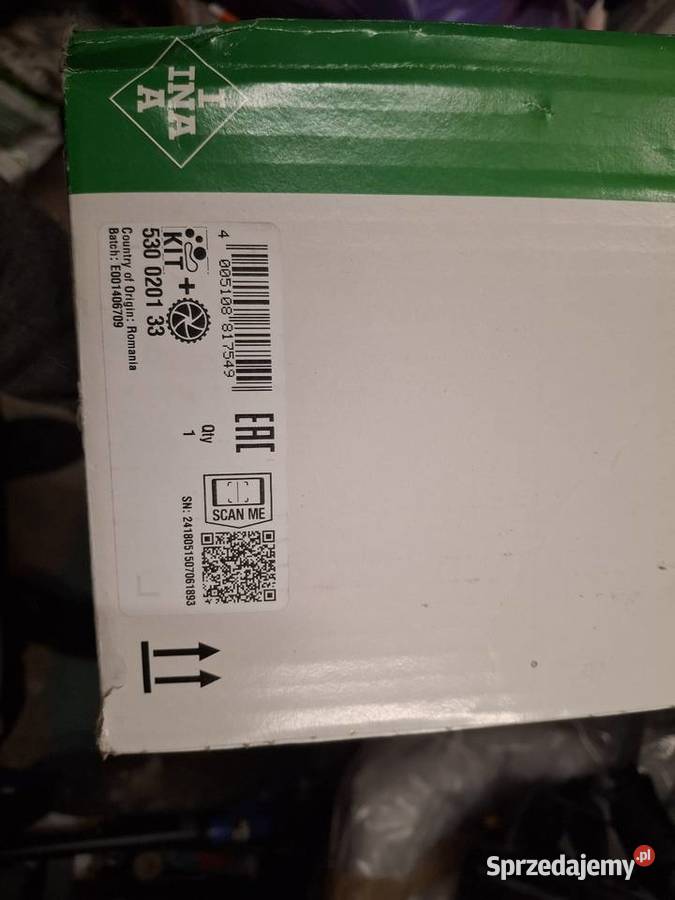 I
INA
A
4 005108 817549
KIT +
530 0201 33
Country of Origin: Romania
Batch: E001406709
EAC
Qty
1
SCAN ME
SN: 2418051507061893
Sprzedajemy.pl